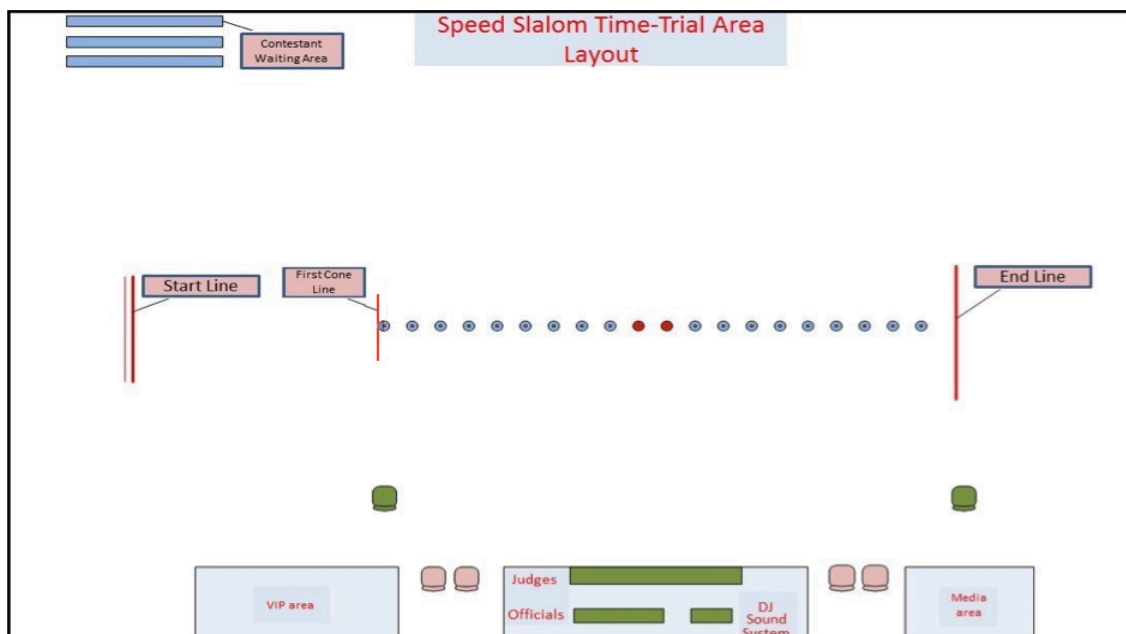 Speed Slalom Time-Trial Area
Layout
Contestant
Waiting Area
Start Line
First Cone
Line
End Line
VIP area
Judges
Officials
DJ
Sound
System
Media
area